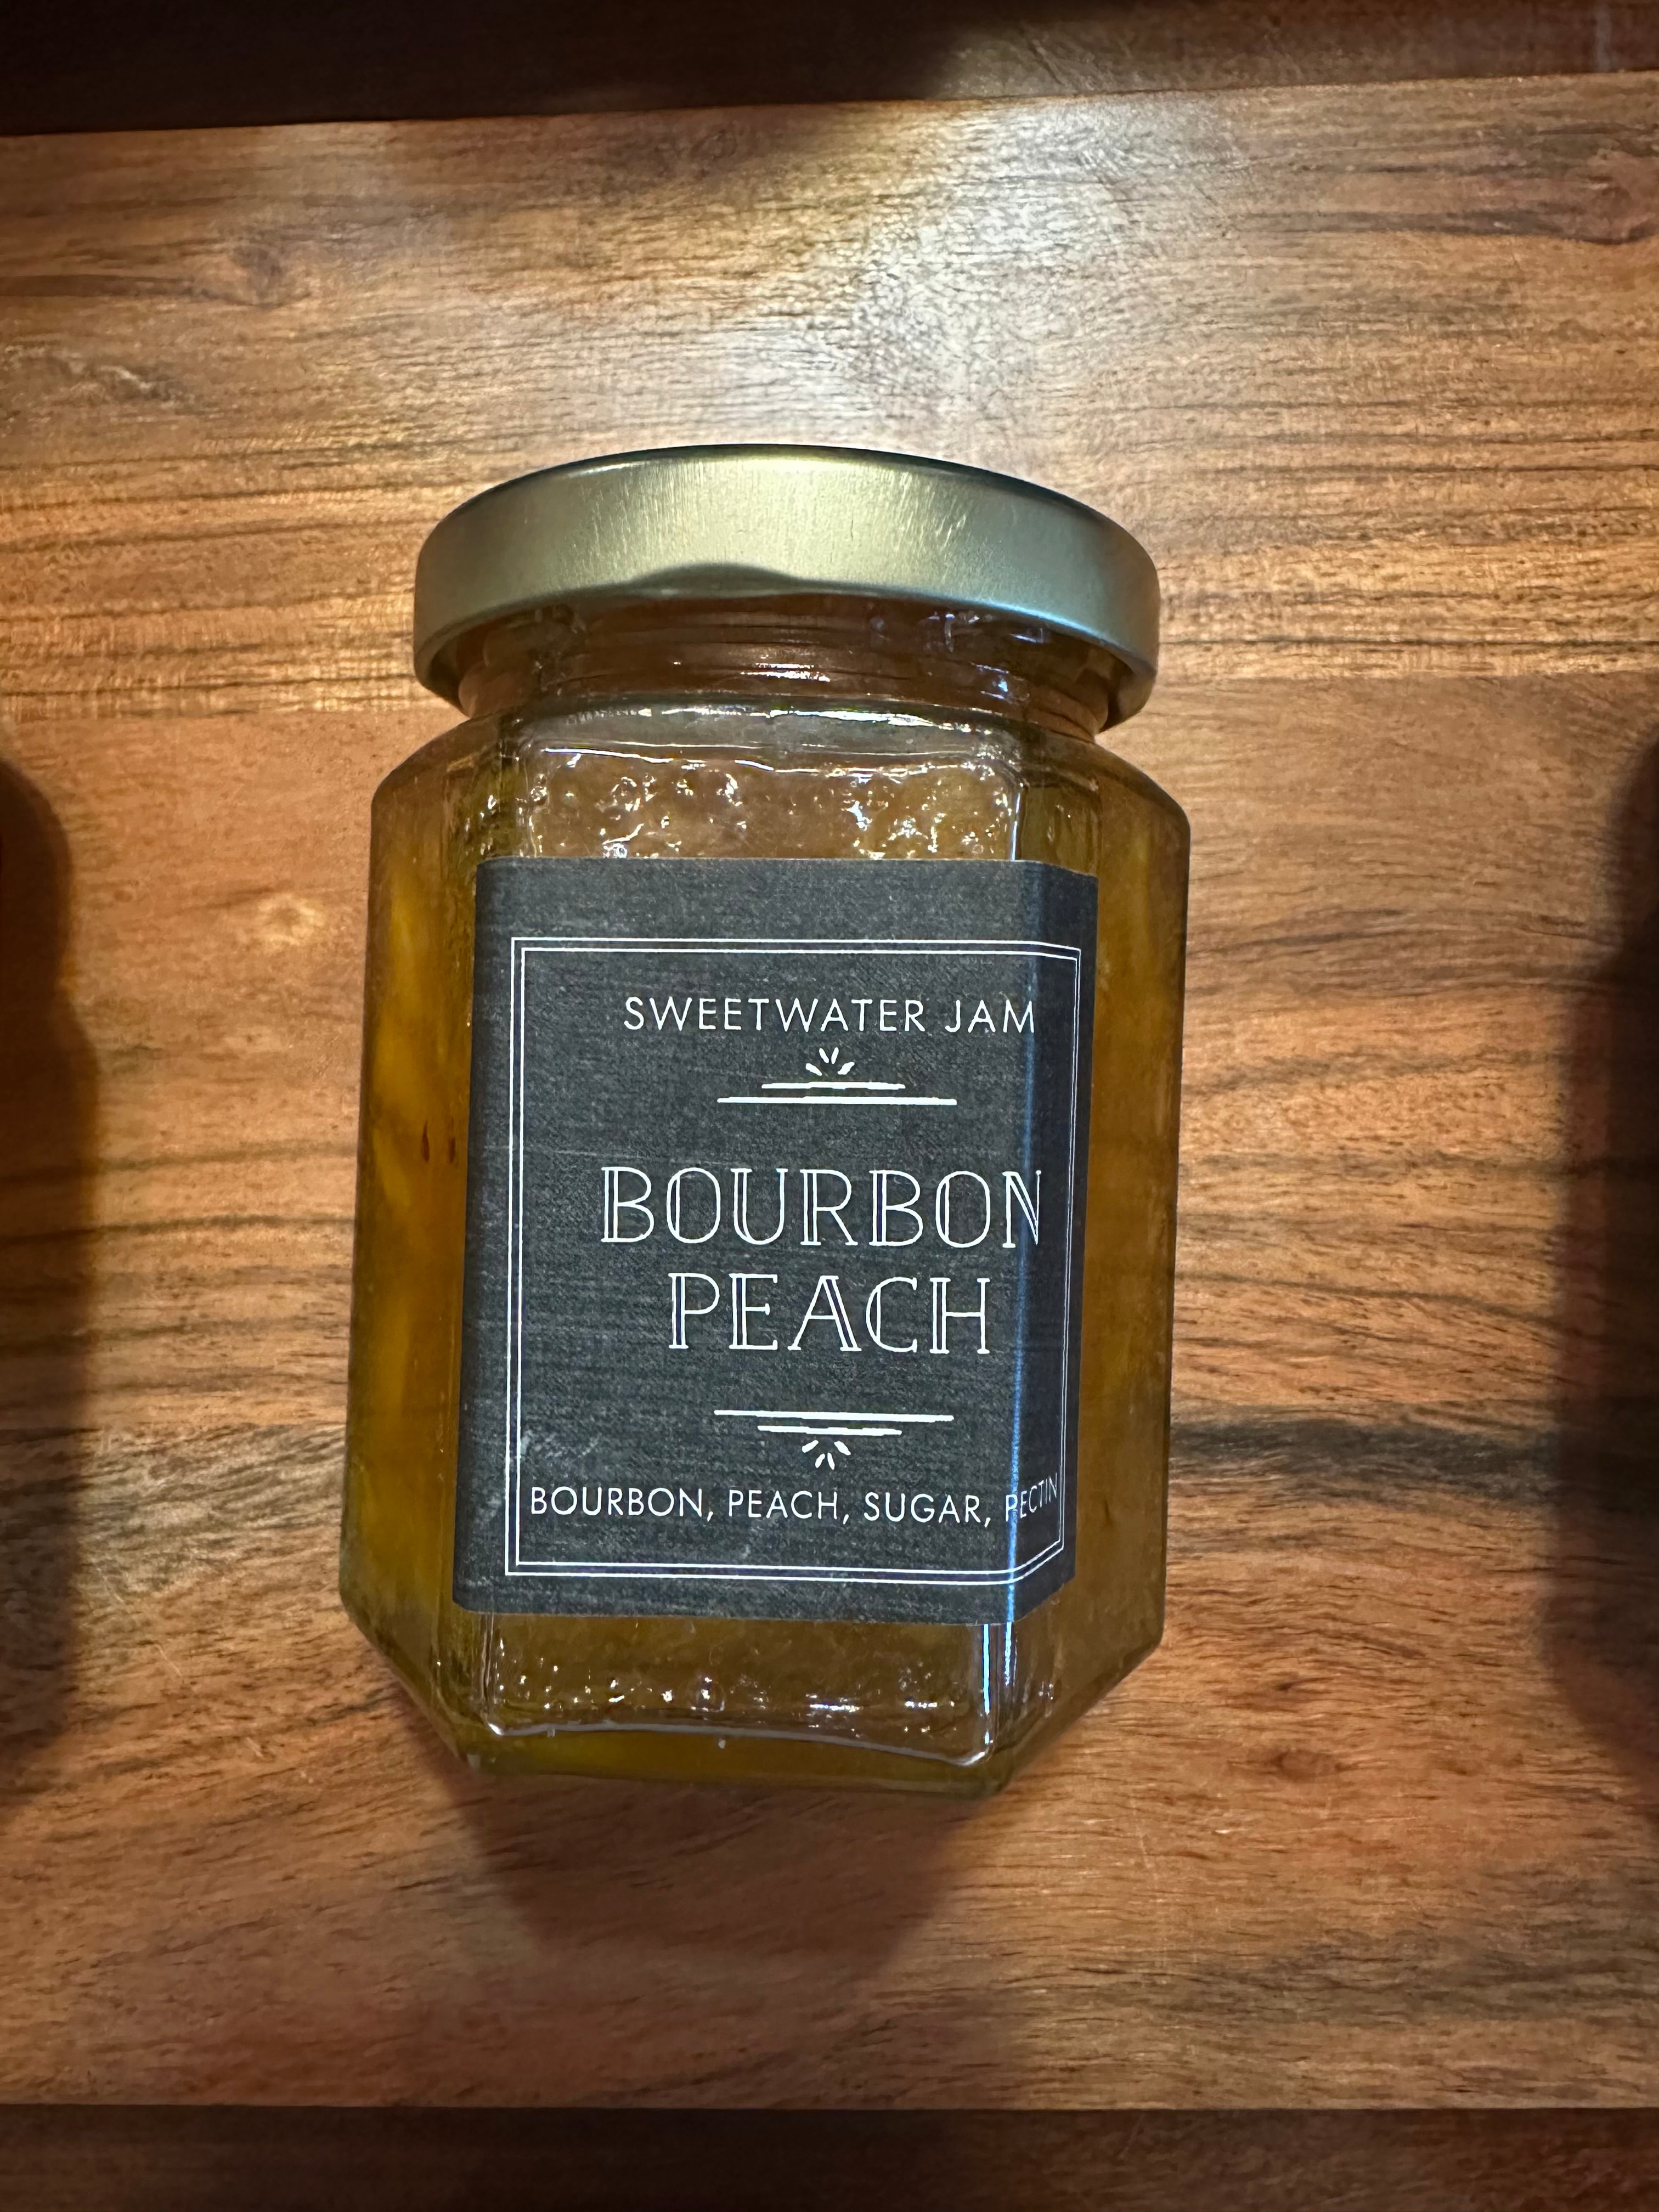 SWEETWATER JAM
BOURBON
PEACH
BOURBON, PEACH, SUGAR, PECTIN